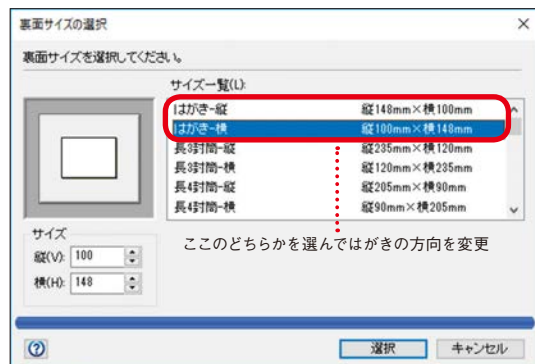 裏面サイズの選択
裏面サイズを選択してください。
サイズ一覧(L):
はがき-縦 縦148mm×横100mm
はがき-横 縦100mm×横148mm
長3封筒-縦 縦235mm×横120mm
長3封筒-横 縦120mm×横235mm
長4封筒-縦 縦205mm×横90mm
長4封筒-横 縦90mm×横205mm
ここのどちらかを選んではがきの方向を変更
サイズ
縦(V): 100
横(H): 148
選択 キャンセル